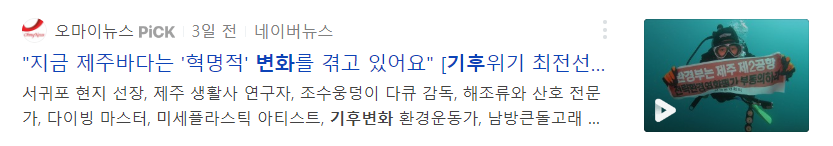 오마이뉴스 PiCK 3일 전 네이버뉴스
"지금 제주바다는 '혁명적' 변화를 겪고 있어요" [기후위기 최전선...
서귀포 현지 선장, 제주 생활사 연구자, 조수웅덩이 다큐 감독, 해조류와 산호 전문
가, 다이빙 마스터, 미세플라스틱 아티스트, 기후변화 환경운동가, 남방큰돌고래 ...
환경부는 제주 제2공항